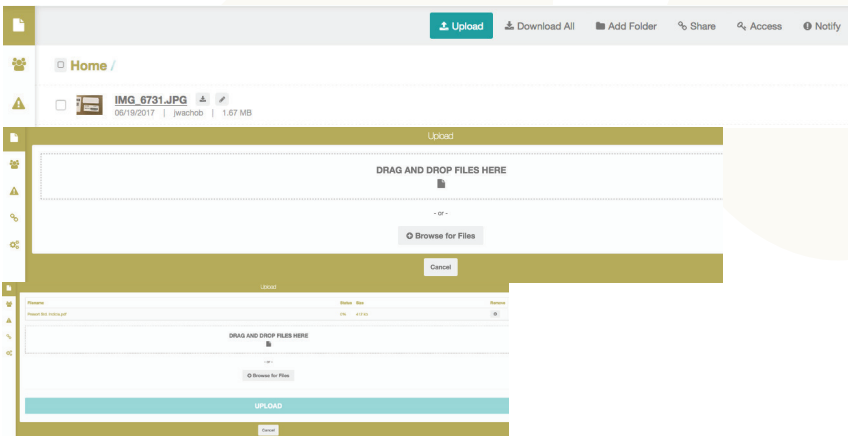 Upload Download All Add Folder Share Access Notify
Home /
IMG_6731.JPG
06/19/2017 | jwachob | 1.67 MB
Upload
DRAG AND DROP FILES HERE
- or -
Browse for Files
Cancel
Upload
Filename Status Size Remove
DRAG AND DROP FILES HERE
- or -
Browse for Files
UPLOAD
Cancel